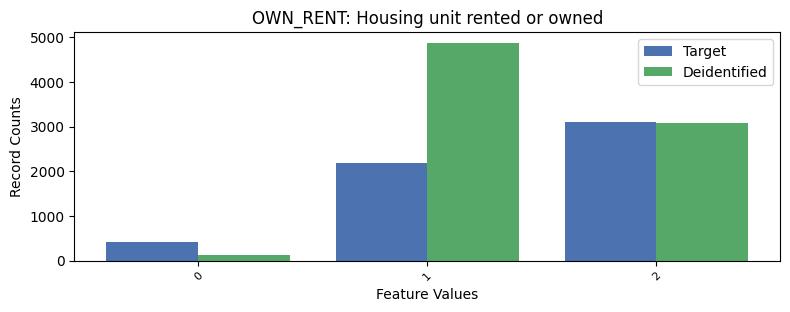 OWN_RENT: Housing unit rented or owned
Target
Deidentified
Record Counts
5000
4000
3000
2000
1000
0
0
1
2
Feature Values